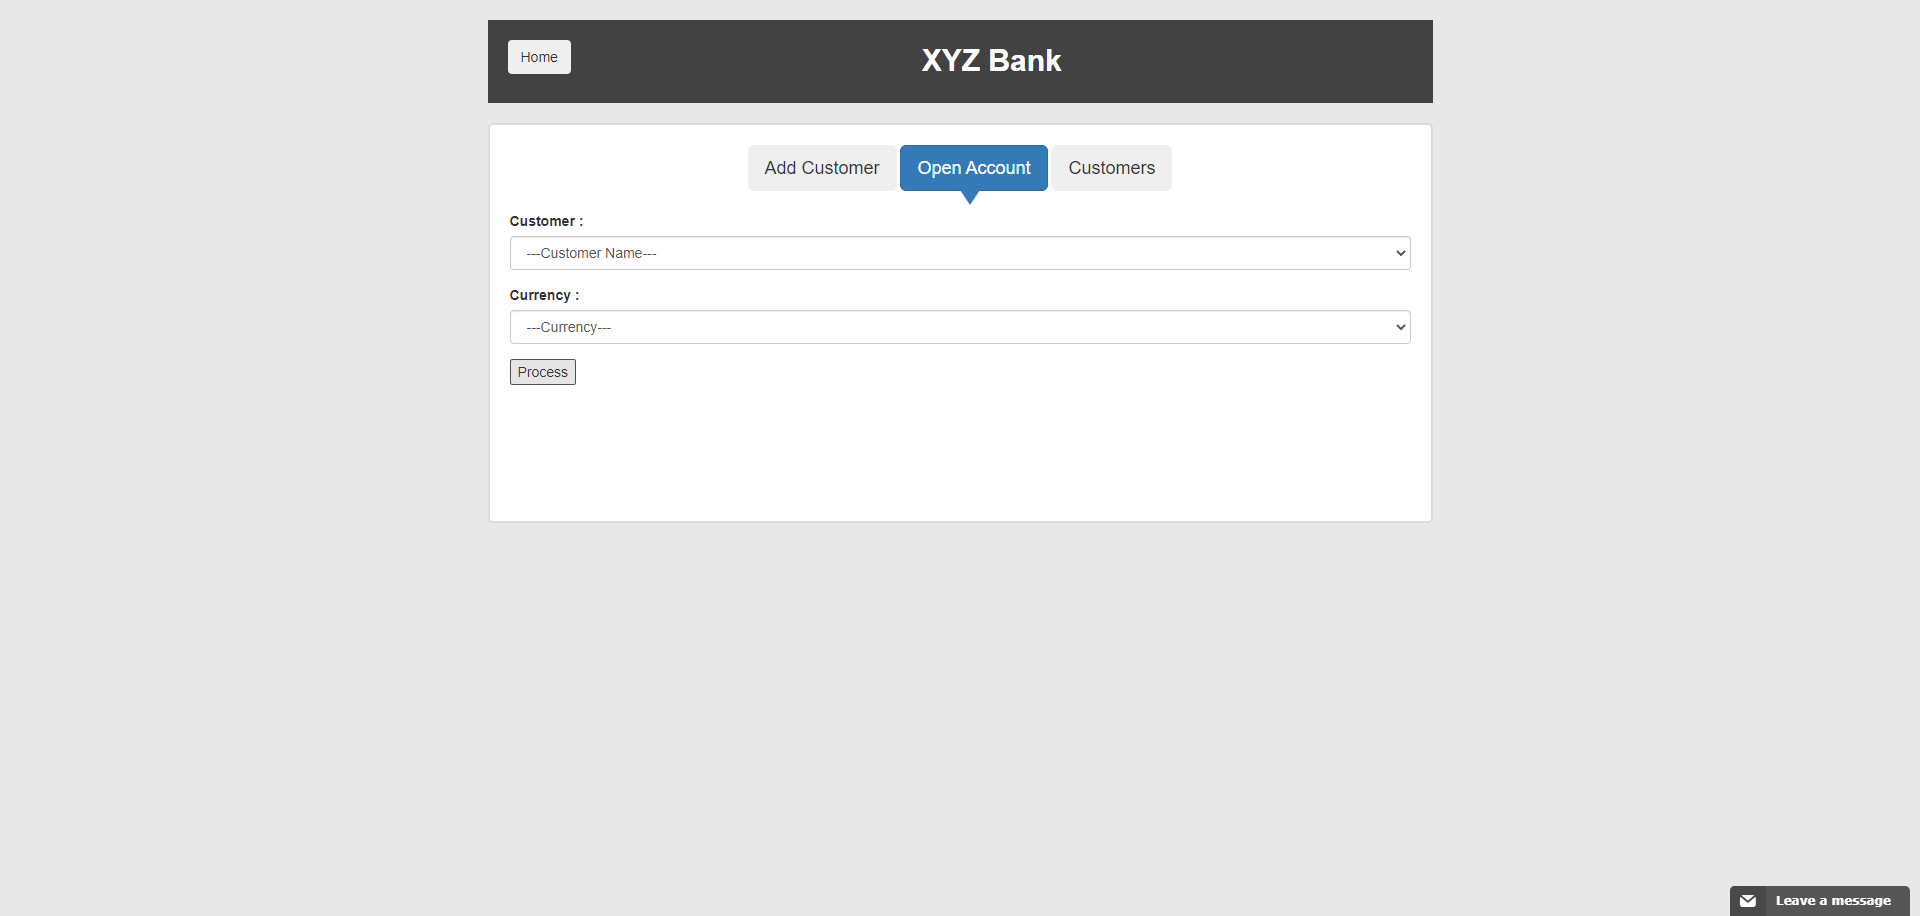 Home
XYZ Bank
Add Customer
Open Account
Customers
Customer :
---Customer Name---
Currency :
---Currency---
Process
Leave a message